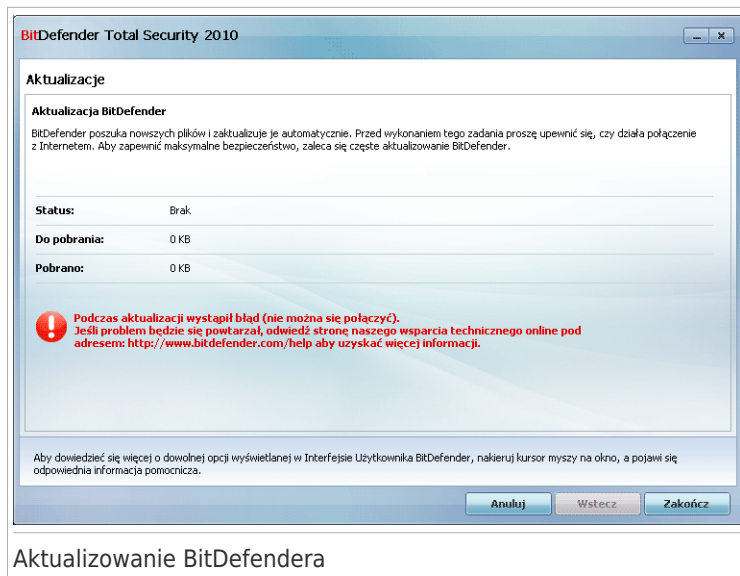 BitDefender Total Security 2010
Aktualizacje
Aktualizacja BitDefender
BitDefender poszuka nowszych plików i zaktualizuje je automatycznie. Przed wykonaniem tego zadania proszę upewnić się, czy działa połączenie
z Internetem. Aby zapewnić maksymalne bezpieczeństwo, zaleca się częste aktualizowanie BitDefender.
Status: Brak
Do pobrania: 0 KB
Pobrano: 0 KB
Podczas aktualizacji wystąpił błąd (nie można się połączyć).
Jeśli problem będzie się powtarzał, odwiedź stronę naszego wsparcia technicznego online pod
adresem: http://www.bitdefender.com/help aby uzyskać więcej informacji.
Aby dowiedzieć się więcej o dowolnej opcji wyświetlanej w Interfejsie Użytkownika BitDefender, nakieruj kursor myszy na okno, a pojawi się
odpowiednia informacja pomocnicza.
Anuluj Wstecz Zakończ
Aktualizowanie BitDefendera